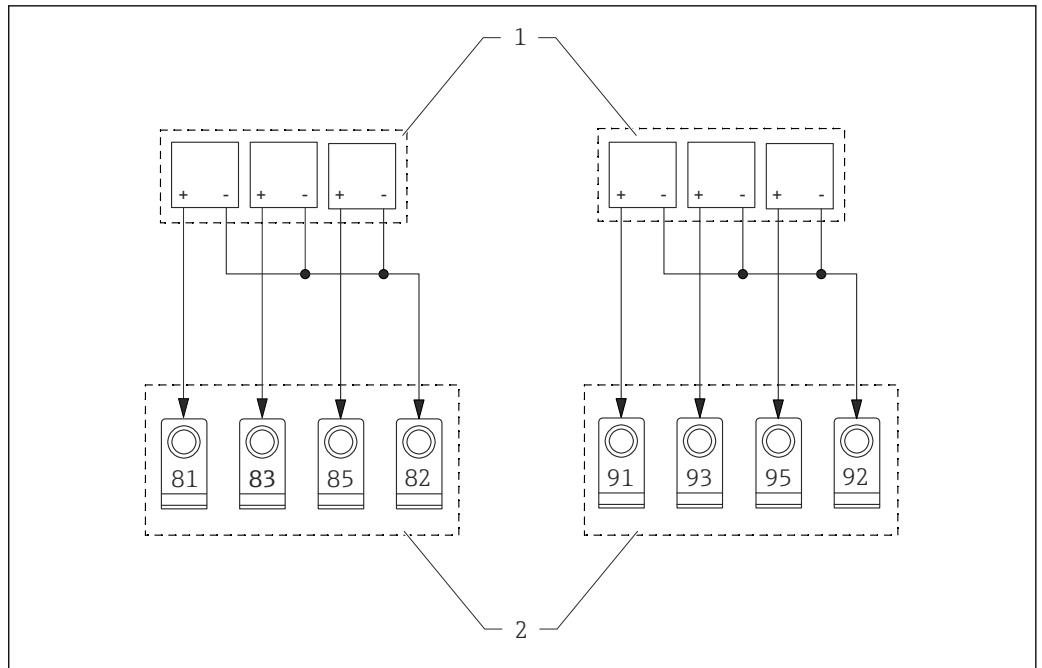 1
+ - + - + -
+ - + - + -
81 83 85 82
91 93 95 92
2